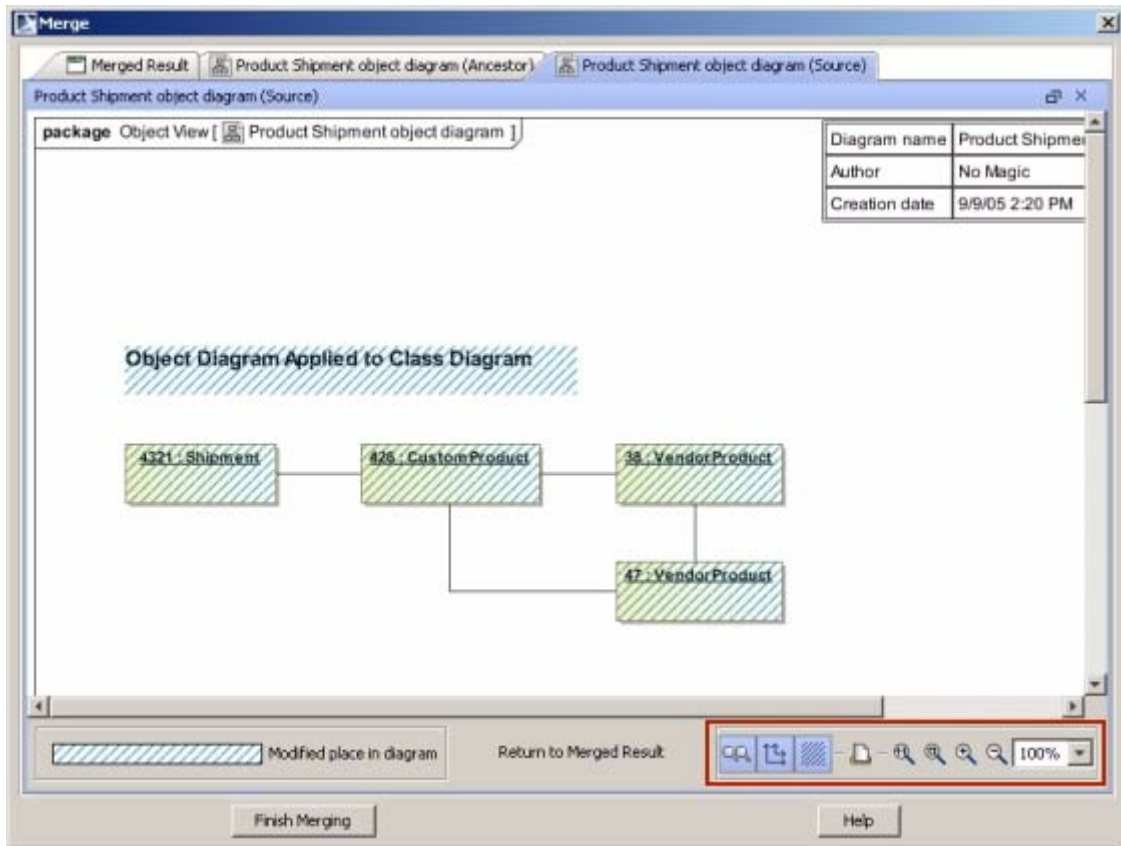 Merge
Merged Result
Product Shipment object diagram (Ancestor)
Product Shipment object diagram (Source)
Product Shipment object diagram (Source)
package Object View [ Product Shipment object diagram ]
Diagram name Product Shipmen
Author No Magic
Creation date 9/9/05 2:20 PM
Object Diagram Applied to Class Diagram
4321 : Shipment
426 : CustomProduct
38 : VendorProduct
47 : VendorProduct
Modified place in diagram
Return to Merged Result
100%
Finish Merging
Help